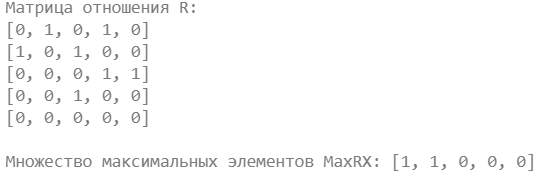 Матрица отношения R:
[0, 1, 0, 1, 0]
[1, 0, 1, 0, 0]
[0, 0, 0, 1, 1]
[0, 0, 1, 0, 0]
[0, 0, 0, 0, 0]
Множество максимальных элементов MaxRX: [1, 1, 0, 0, 0]